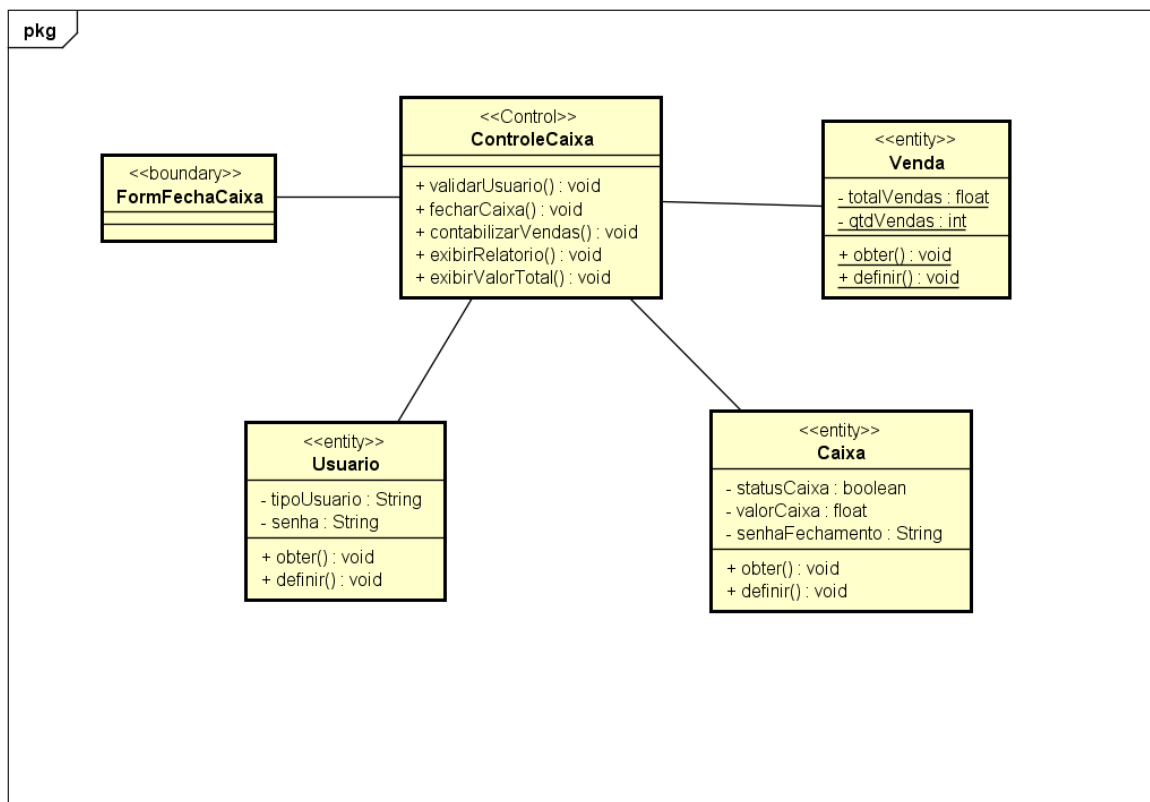 pkg
<<boundary>>
FormFechaCaixa
<<Control>>
ControleCaixa
+ validarUsuario() : void
+ fecharCaixa() : void
+ contabilizarVendas() : void
+ exibirRelatorio() : void
+ exibirValorTotal() : void
<<entity>>
Venda
- totalVendas : float
- qtdVendas : int
+ obter() : void
+ definir() : void
<<entity>>
Usuario
- tipoUsuario : String
- senha : String
+ obter() : void
+ definir() : void
<<entity>>
Caixa
- statusCaixa : boolean
- valorCaixa : float
- senhaFechamento : String
+ obter() : void
+ definir() : void